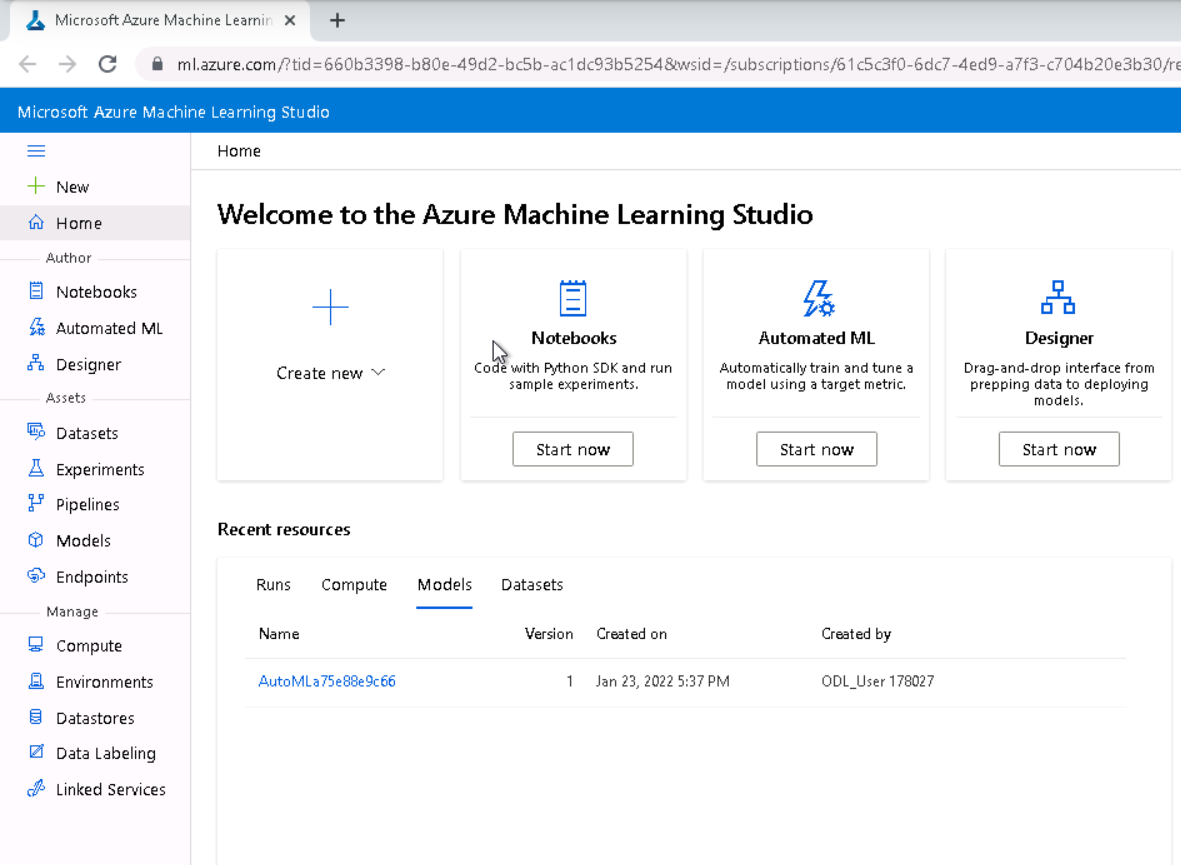 Microsoft Azure Machine Learnin
ml.azure.com/?tid=660b3398-b80e-49d2-bc5b-ac1dc93b5254&wsid=/subscriptions/61c5c3f0-6dc7-4ed9-a7f3-c704b20e3b30/re
Microsoft Azure Machine Learning Studio
New
Home
Author
Notebooks
Automated ML
Designer
Assets
Datasets
Experiments
Pipelines
Models
Endpoints
Manage
Compute
Environments
Datastores
Data Labeling
Linked Services
Home
Welcome to the Azure Machine Learning Studio
Create new
Notebooks
Code with Python SDK and run
sample experiments.
Start now
Automated ML
Automatically train and tune a
model using a target metric.
Start now
Designer
Drag-and-drop interface from
prepping data to deploying
models.
Start now
Recent resources
Runs Compute Models Datasets
Name Version Created on Created by
AutoMLa75e88e9c66 1 Jan 23, 2022 5:37 PM ODL_User 178027